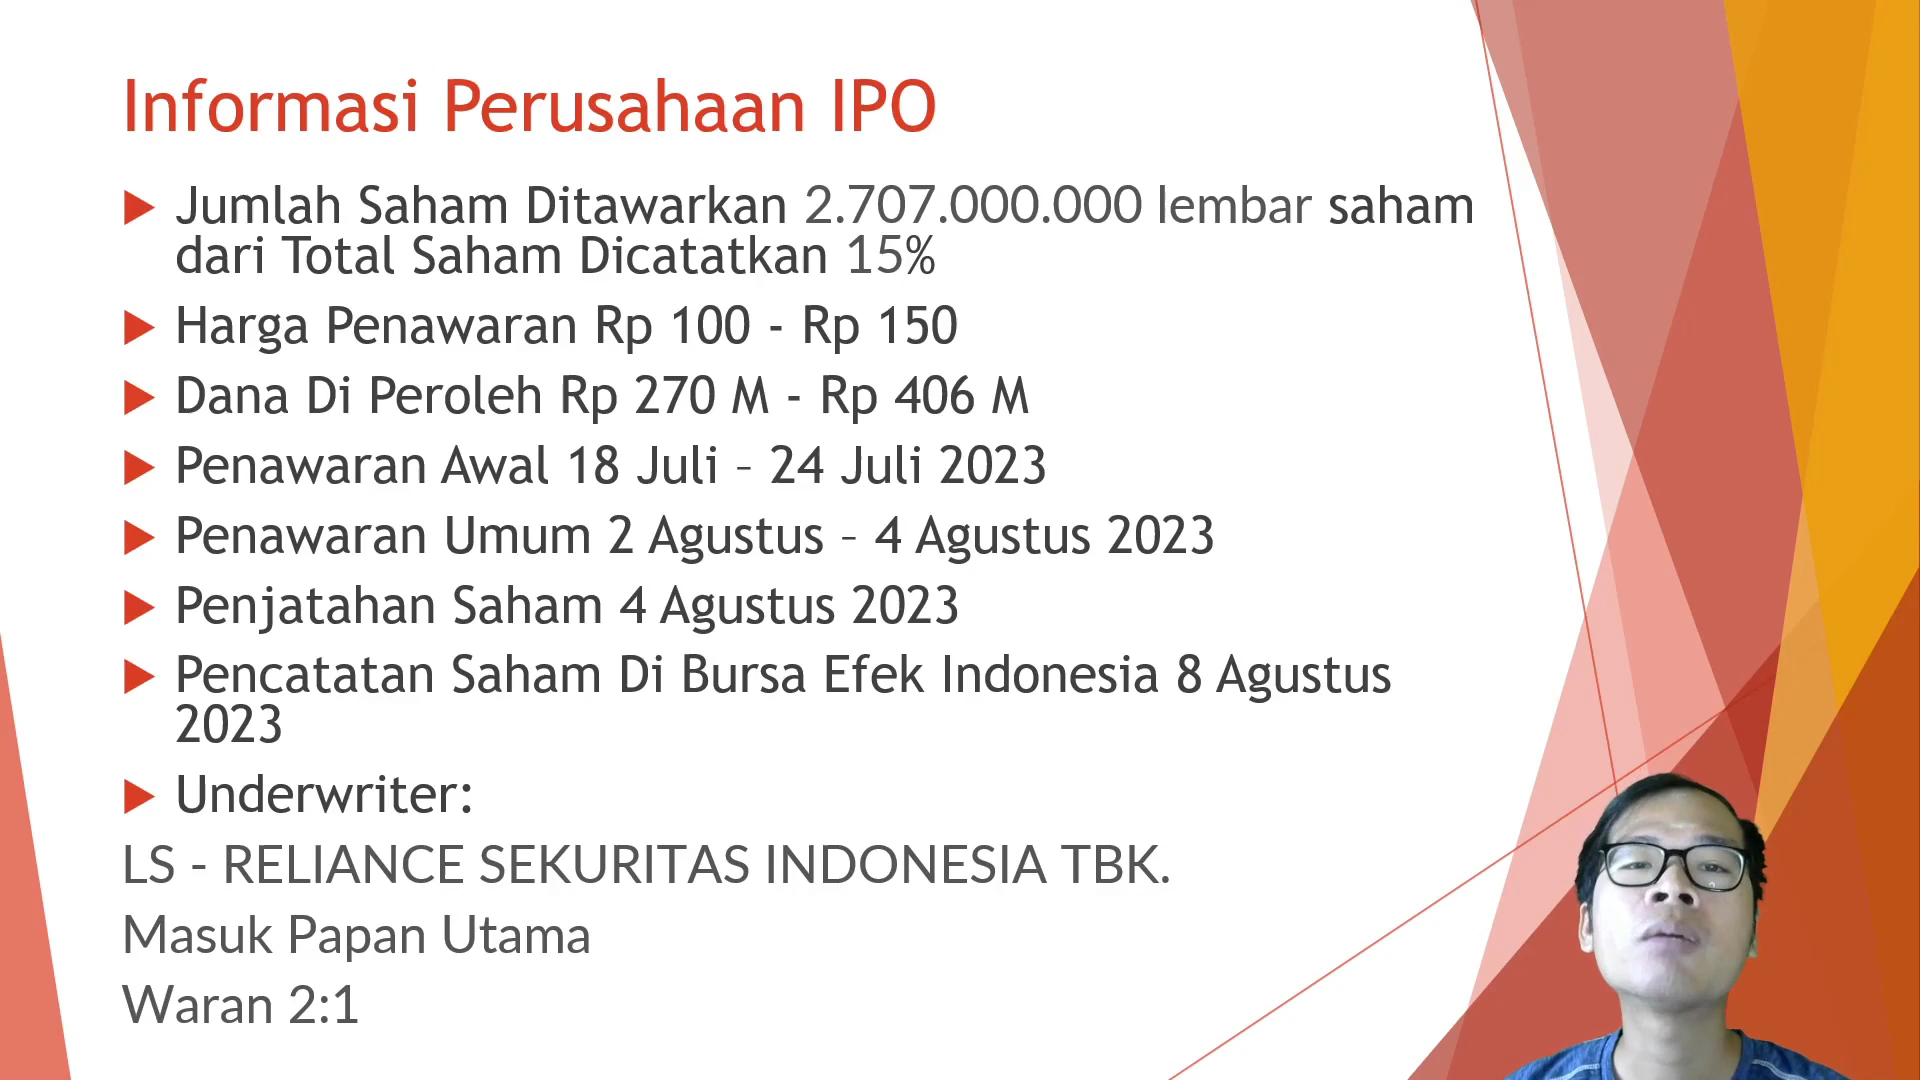 Informasi Perusahaan IPO
Jumlah Saham Ditawarkan 2.707.000.000 lembar saham
dari Total Saham Dicatatkan 15%
Harga Penawaran Rp 100 - Rp 150
Dana Di Peroleh Rp 270 M - Rp 406 M
Penawaran Awal 18 Juli – 24 Juli 2023
Penawaran Umum 2 Agustus – 4 Agustus 2023
Penjatahan Saham 4 Agustus 2023
Pencatatan Saham Di Bursa Efek Indonesia 8 Agustus
2023
Underwriter:
LS - RELIANCE SEKURITAS INDONESIA TBK.
Masuk Papan Utama
Waran 2:1